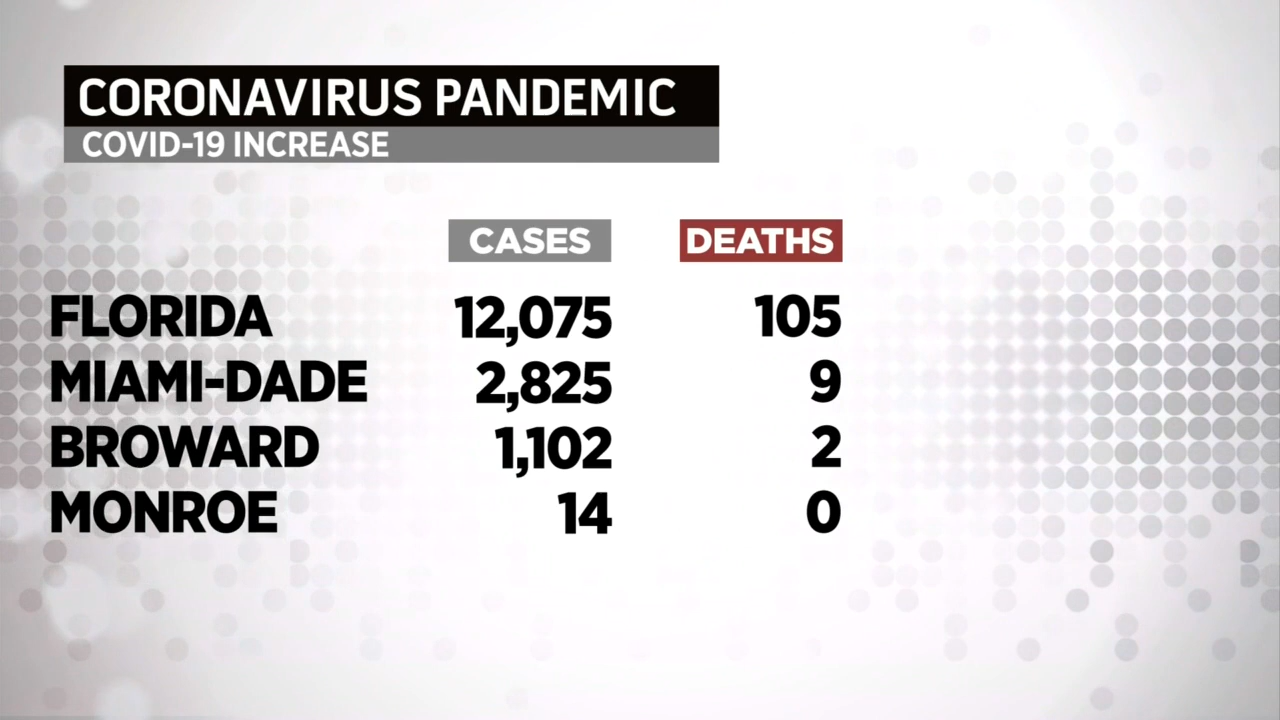 CORONAVIRUS PANDEMIC
COVID-19 INCREASE
CASES DEATHS
FLORIDA 12,075 105
MIAMI-DADE 2,825 9
BROWARD 1,102 2
MONROE 14 0